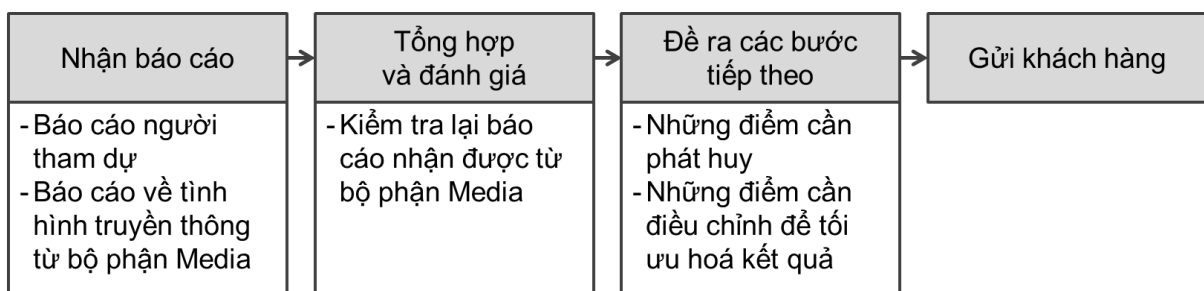 Nhận báo cáo
- Báo cáo người
tham dự
- Báo cáo về tình
hình truyền thông
từ bộ phận Media
Tổng hợp
và đánh giá
- Kiểm tra lại báo
cáo nhận được từ
bộ phận Media
Đề ra các bước
tiếp theo
- Những điểm cần
phát huy
- Những điểm cần
điều chỉnh để tối
ưu hoá kết quả
Gửi khách hàng